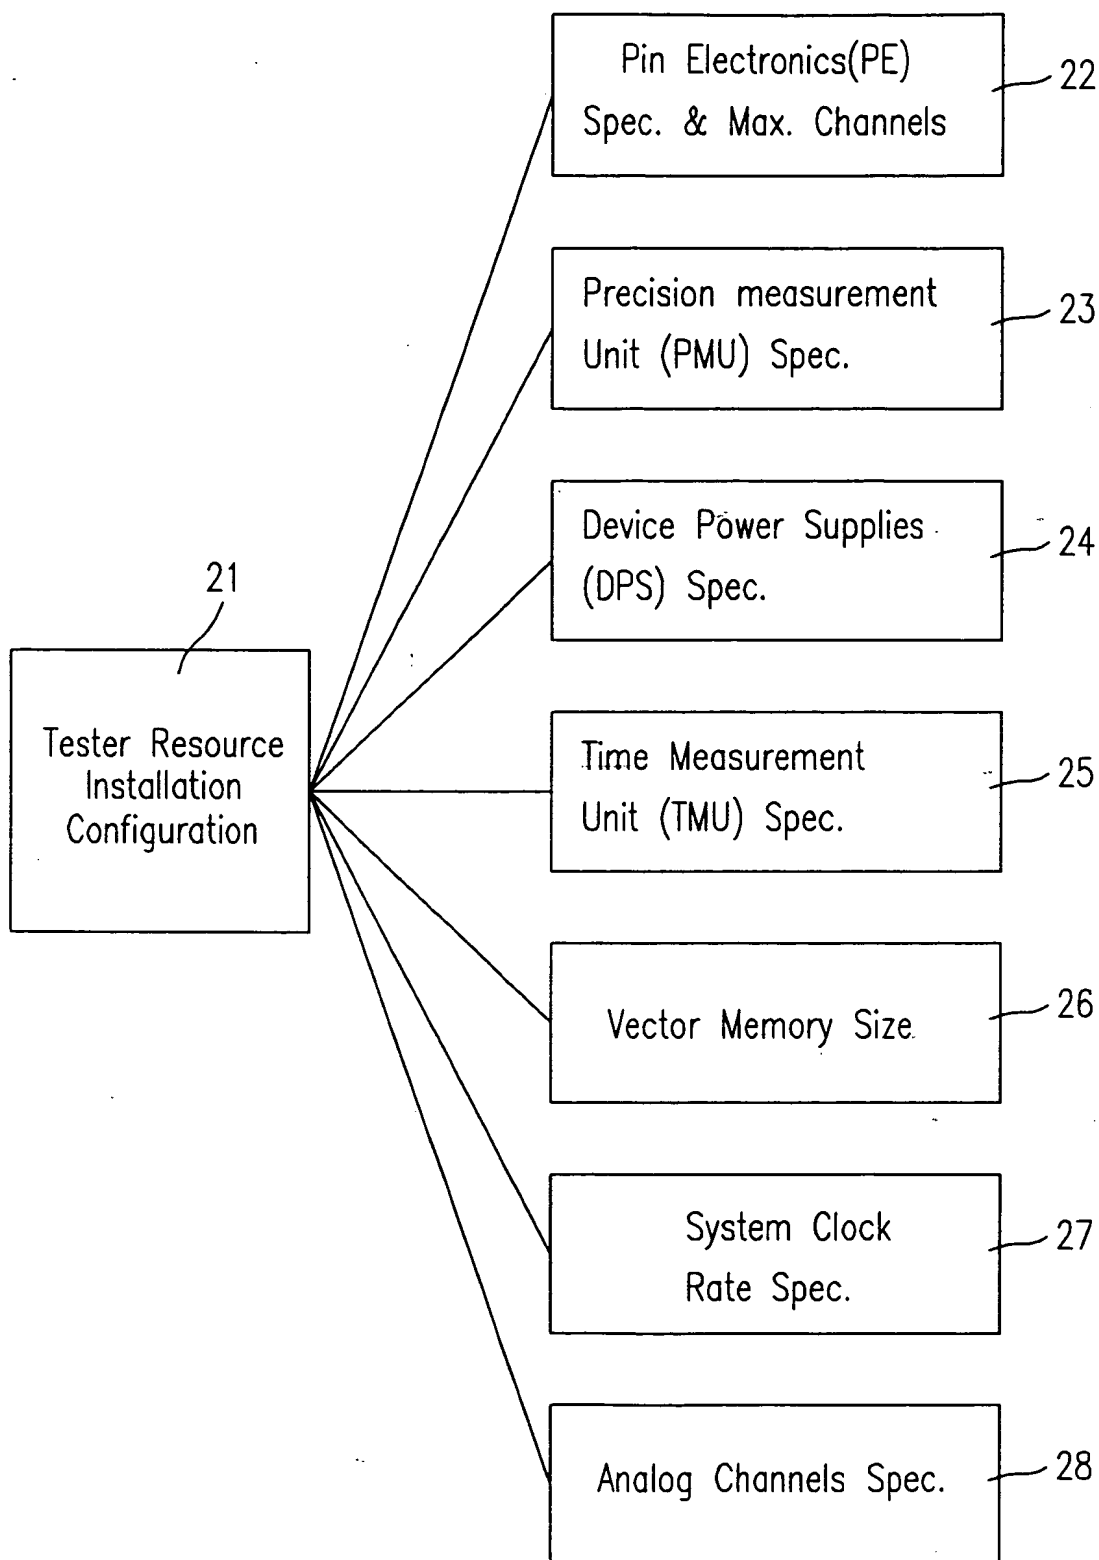 Pin Electronics(PE)
Spec. & Max. Channels
22
Precision measurement
Unit (PMU) Spec.
23
Device Power Supplies
(DPS) Spec.
24
21
Tester Resource
Installation
Configuration
Time Measurement
Unit (TMU) Spec.
25
Vector Memory Size
26
System Clock
Rate Spec.
27
Analog Channels Spec.
28